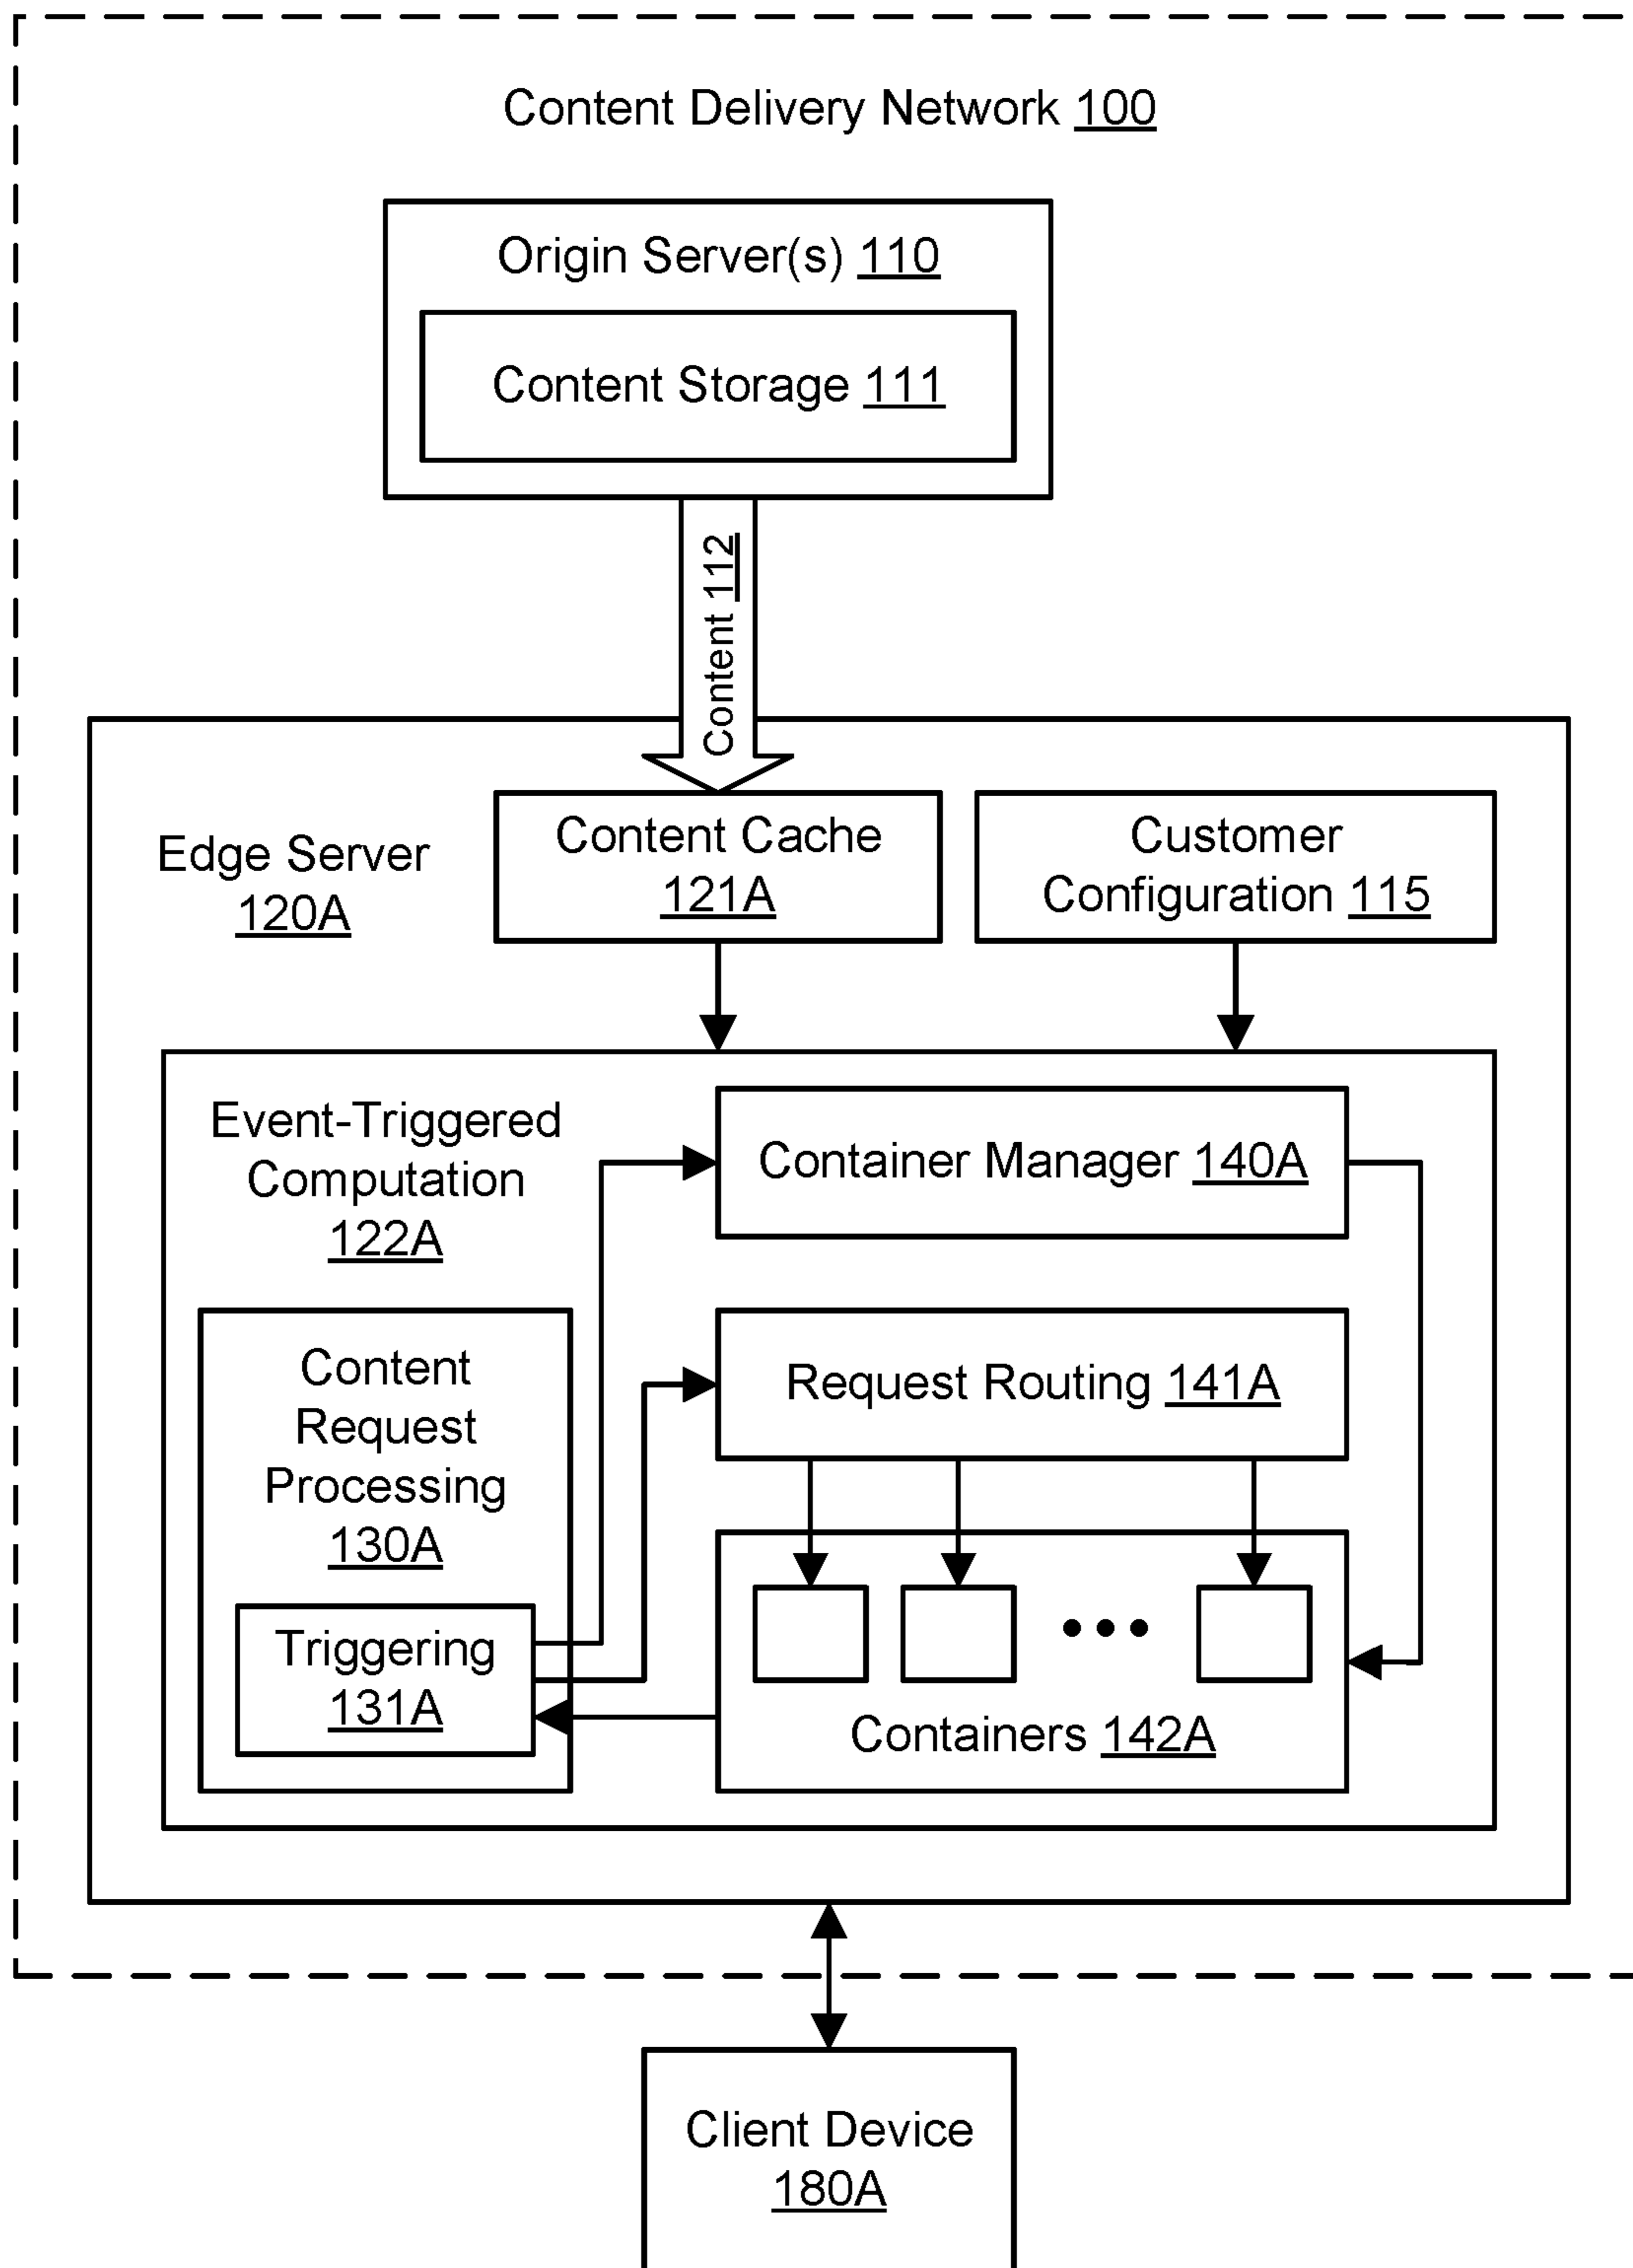 Content Delivery Network 100
Origin Server(s) 110
Content Storage 111
Content 112
Edge Server
120A
Content Cache
121A
Customer
Configuration 115
Event-Triggered
Computation
122A
Container Manager 140A
Content
Request
Processing
130A
Request Routing 141A
Triggering
131A
Containers 142A
Client Device
180A